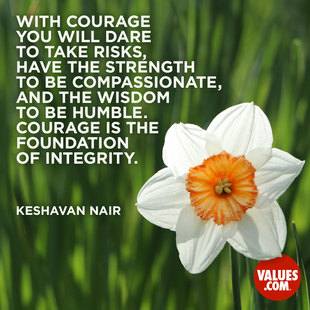 WITH COURAGE
YOU WILL DARE
TO TAKE RISKS,
HAVE THE STRENGTH
TO BE COMPASSIONATE,
AND THE WISDOM
TO BE HUMBLE.
COURAGE IS THE
FOUNDATION
OF INTEGRITY.
KESHAVAN NAIR
VALUES
.COM